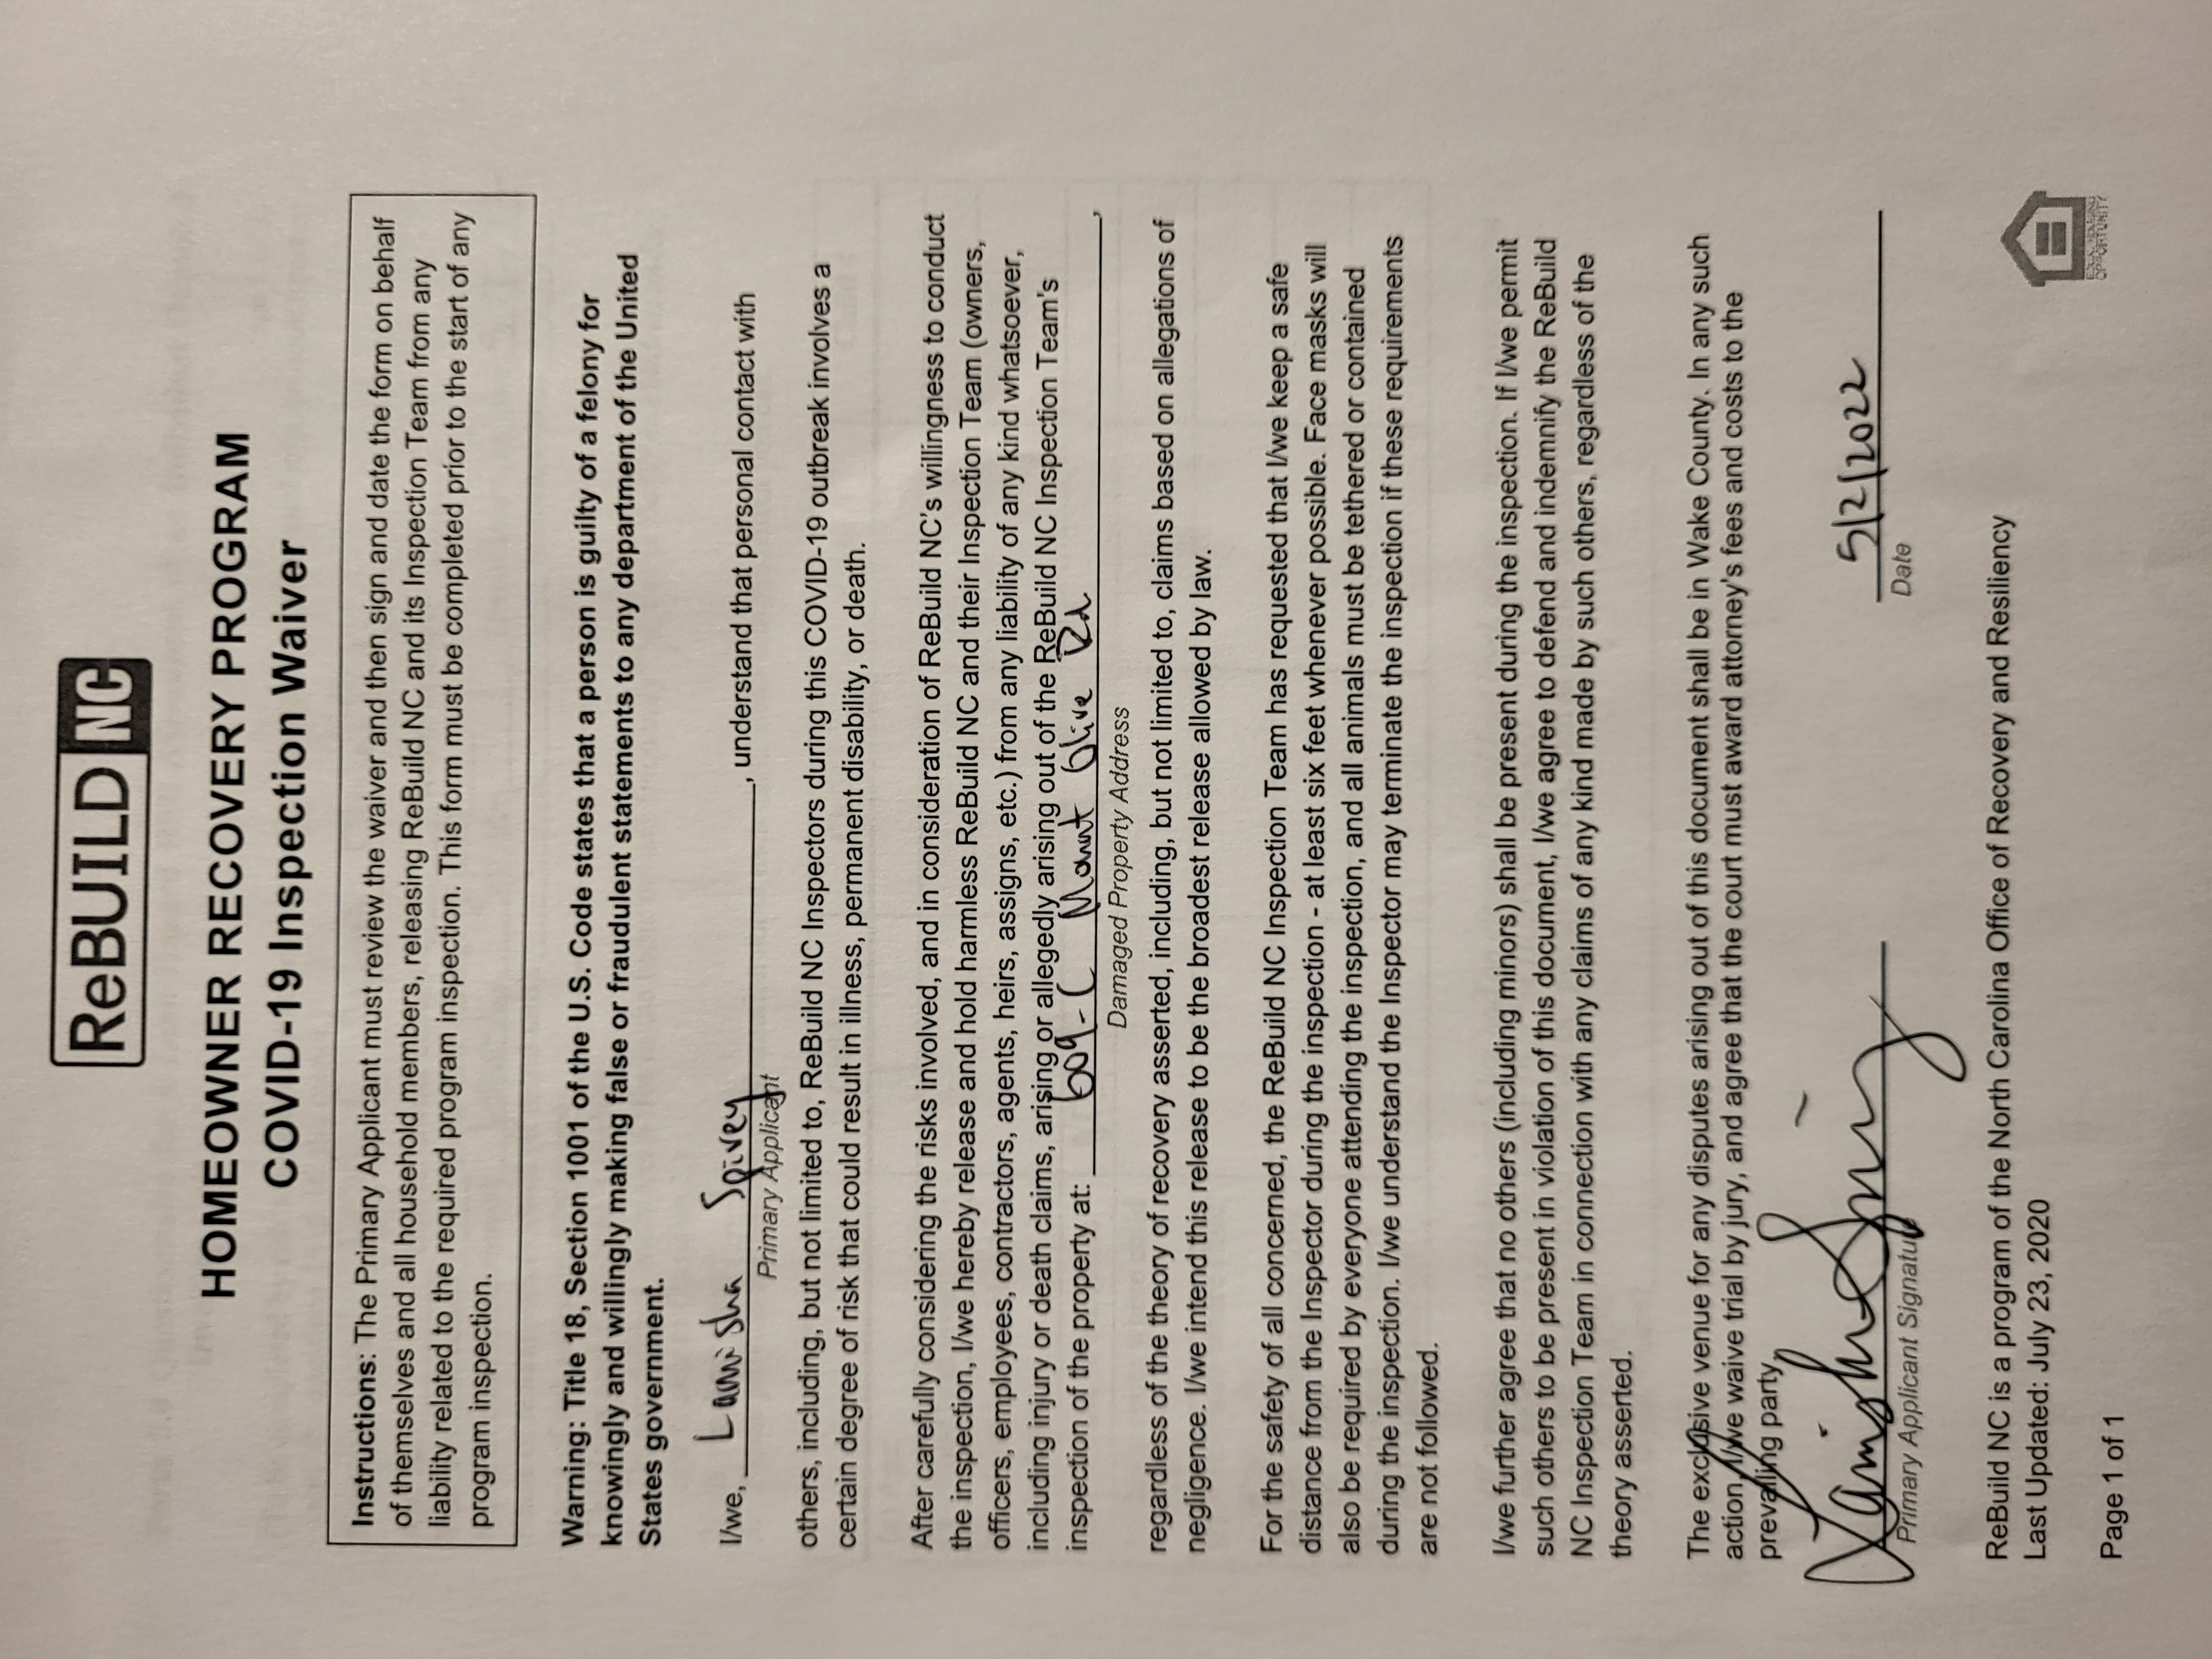 ReBUILD NC
HOMEOWNER RECOVERY PROGRAM
COVID-19 Inspection Waiver
Instructions: The Primary Applicant must review the waiver and then sign and date the form on behalf
of themselves and all household members, releasing ReBuild NC and its Inspection Team from any
liability related to the required program inspection. This form must be completed prior to the start of any
program inspection.
Warning: Title 18, Section 1001 of the U.S. Code states that a person is guilty of a felony for
knowingly and willingly making false or fraudulent statements to any department of the United
States government.
I/we, Lamisha Spivey, understand that personal contact with
Primary Applicant
others, including, but not limited to, ReBuild NC Inspectors during this COVID-19 outbreak involves a
certain degree of risk that could result in illness, permanent disability, or death.
After carefully considering the risks involved, and in consideration of ReBuild NC's willingness to conduct
the inspection, I/we hereby release and hold harmless ReBuild NC and their Inspection Team (owners,
officers, employees, contractors, agents, heirs, assigns, etc.) from any liability of any kind whatsoever,
including injury or death claims, arising or allegedly arising out of the ReBuild NC Inspection Team's
inspection of the property at: 609-C Mount Olive Rd,
Damaged Property Address
regardless of the theory of recovery asserted, including, but not limited to, claims based on allegations of
negligence. I/we intend this release to be the broadest release allowed by law.
For the safety of all concerned, the ReBuild NC Inspection Team has requested that I/we keep a safe
distance from the Inspector during the inspection - at least six feet whenever possible. Face masks will
also be required by everyone attending the inspection, and all animals must be tethered or contained
during the inspection. I/we understand the Inspector may terminate the inspection if these requirements
are not followed.
I/we further agree that no others (including minors) shall be present during the inspection. If I/we permit
such others to be present in violation of this document, I/we agree to defend and indemnify the ReBuild
NC Inspection Team in connection with any claims of any kind made by such others, regardless of the
theory asserted.
The exclusive venue for any disputes arising out of this document shall be in Wake County. In any such
action, I/we waive trial by jury, and agree that the court must award attorney's fees and costs to the
prevailing party.
Lamisha Spivey 5/2/2022
Primary Applicant Signature Date
ReBuild NC is a program of the North Carolina Office of Recovery and Resiliency
Last Updated: July 23, 2020
OPPORTUNITY
Page 1 of 1